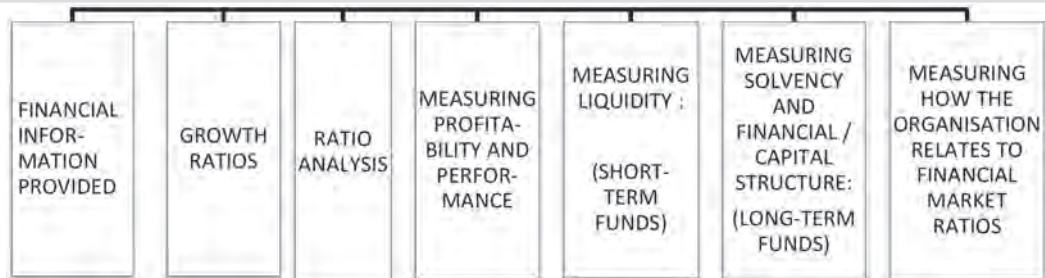 FINANCIAL
INFOR-
MATION
PROVIDED
GROWTH
RATIOS
RATIO
ANALYSIS
MEASURING
PROFITA-
BILITY AND
PERFOR-
MANCE
MEASURING
LIQUIDITY :
(SHORT-
TERM
FUNDS)
MEASURING
SOLVENCY
AND
FINANCIAL /
CAPITAL
STRUCTURE:
(LONG-TERM
FUNDS)
MEASURING
HOW THE
ORGANISATION
RELATES TO
FINANCIAL
MARKET
RATIOS